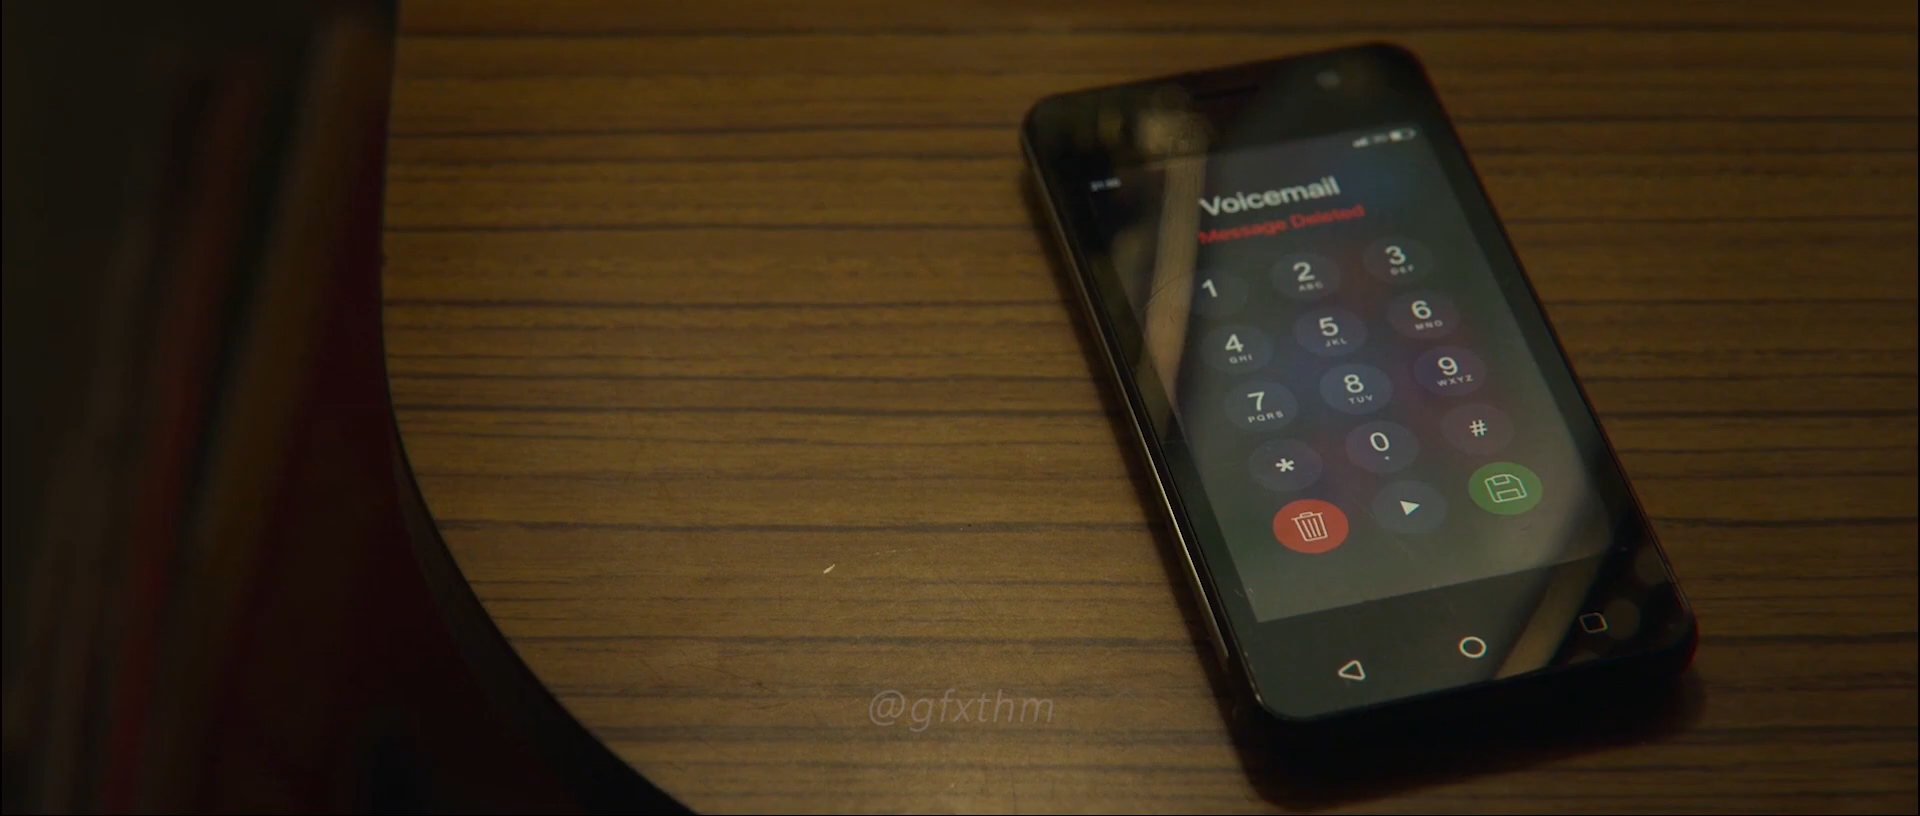 Voicemail
Message Deleted
1
2
ABC
3
DEF
4
GHI
5
JKL
6
MNO
7
PQRS
8
TUV
9
WXYZ
*
0
#
@gfxthm